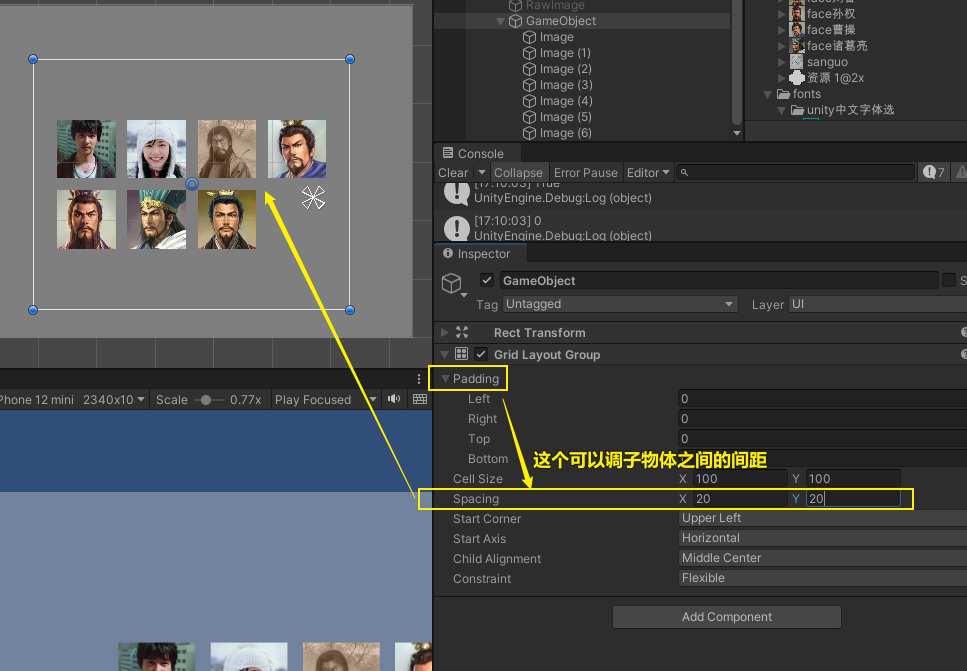 RawImage
GameObject
Image
Image (1)
Image (2)
Image (3)
Image (4)
Image (5)
Image (6)
face孙权
face曹操
face诸葛亮
sanguo
资源 1@2x
fonts
unity中文字体选
Console
Clear
Collapse
Error Pause
Editor
7
[17:10:03] True
UnityEngine.Debug:Log (object)
[17:10:03] 0
UnityEngine.Debug:Log (object)
Inspector
GameObject
S
Tag Untagged
Layer UI
Rect Transform
Grid Layout Group
Padding
Left 0
Right 0
Top 0
Bottom
这个可以调子物体之间的间距
Cell Size X 100 Y 100
Spacing X 20 Y 20
Start Corner Upper Left
Start Axis Horizontal
Child Alignment Middle Center
Constraint Flexible
Add Component
Phone 12 mini 2340x10
Scale 0.77x
Play Focused